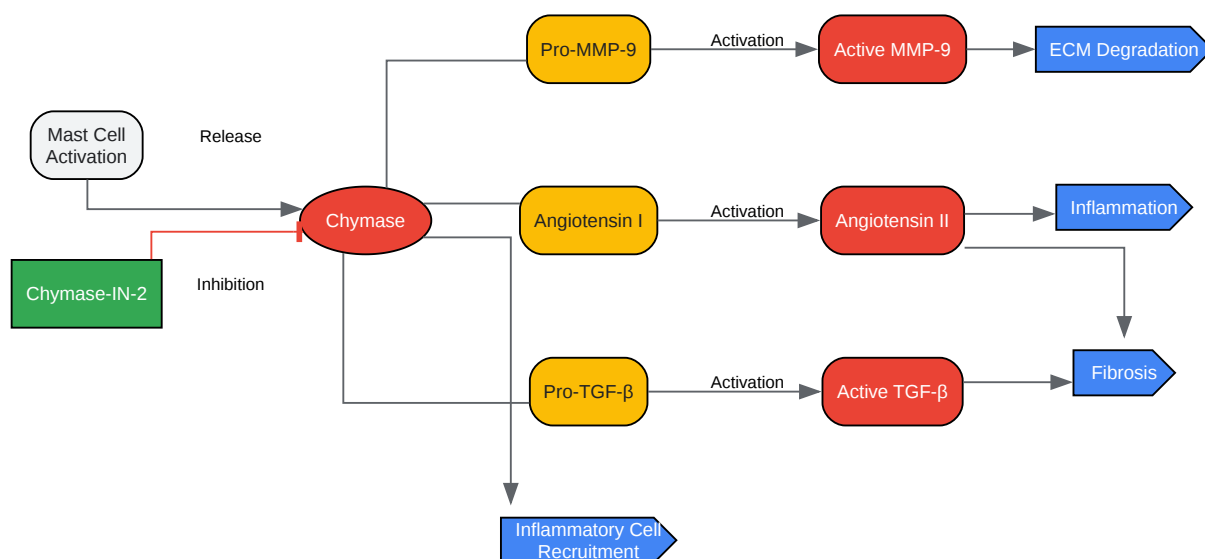 Pro-MMP-9
Activation
Active MMP-9
ECM Degradation
Mast Cell
Activation
Release
Chymase
Angiotensin I
Activation
Angiotensin II
Inflammation
Chymase-IN-2
Inhibition
Pro-TGF-β
Activation
Active TGF-β
Fibrosis
Inflammatory Cell
Recruitment